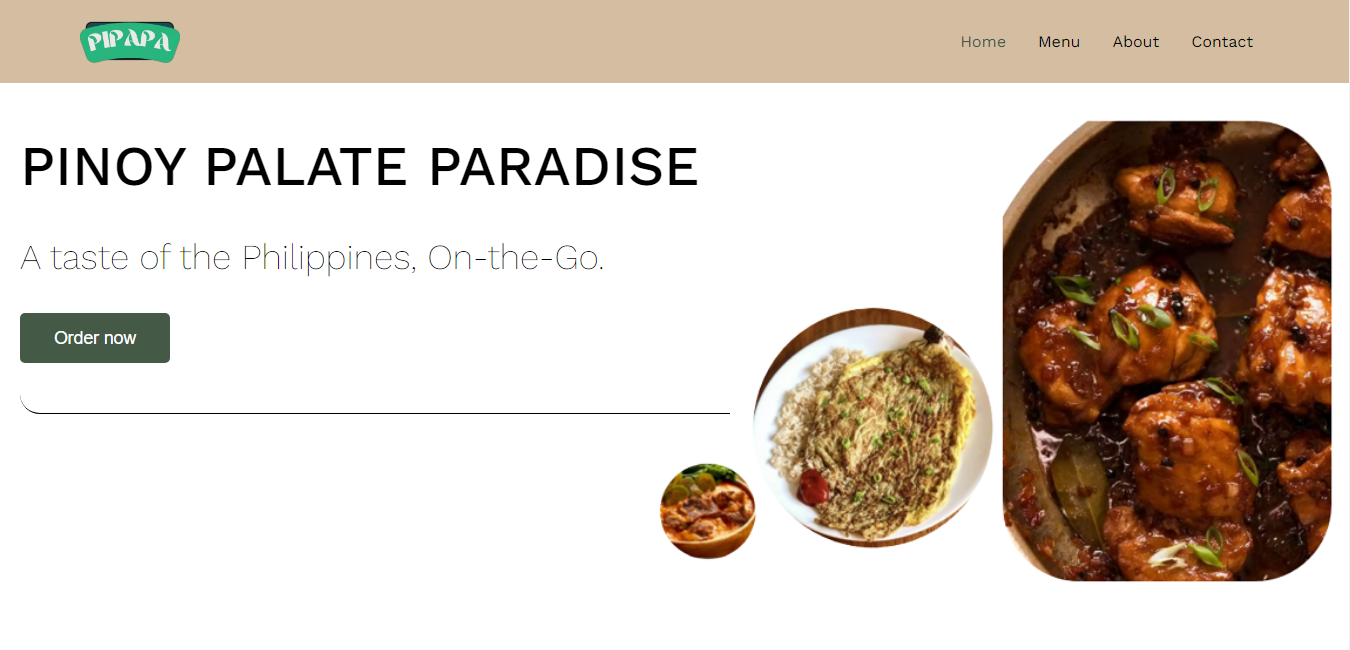 PIPAPA
Home Menu About Contact
PINOY PALATE PARADISE
A taste of the Philippines, On-the-Go.
Order now